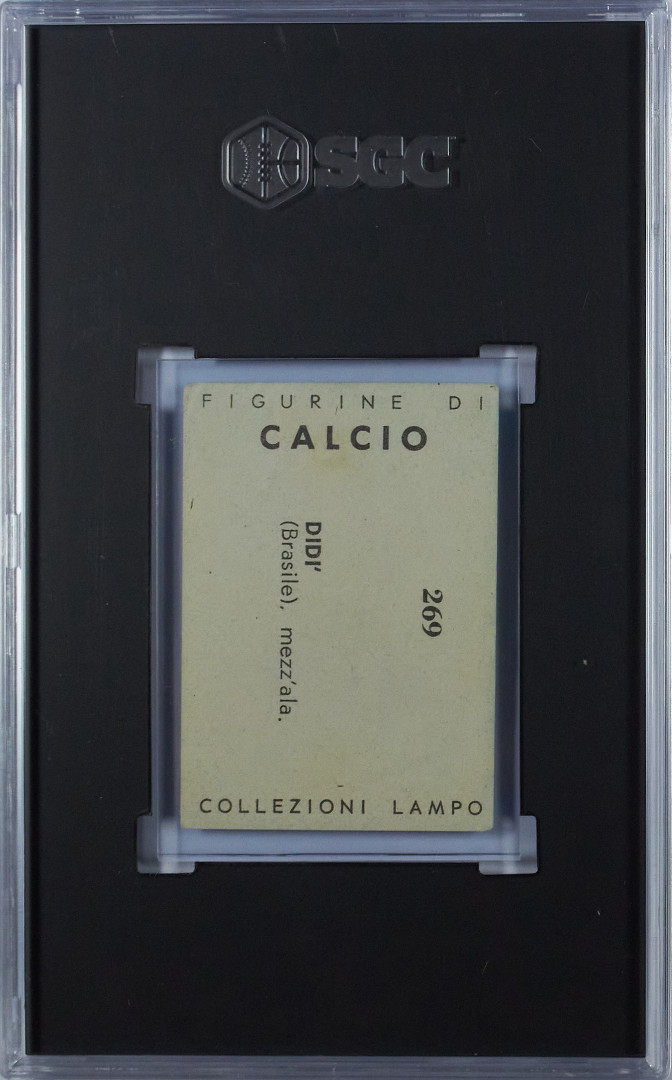 SGC
FIGURINE DI
CALCIO
269
DIDI'
(Brasile), mezz'ala.
COLLEZIONI LAMPO